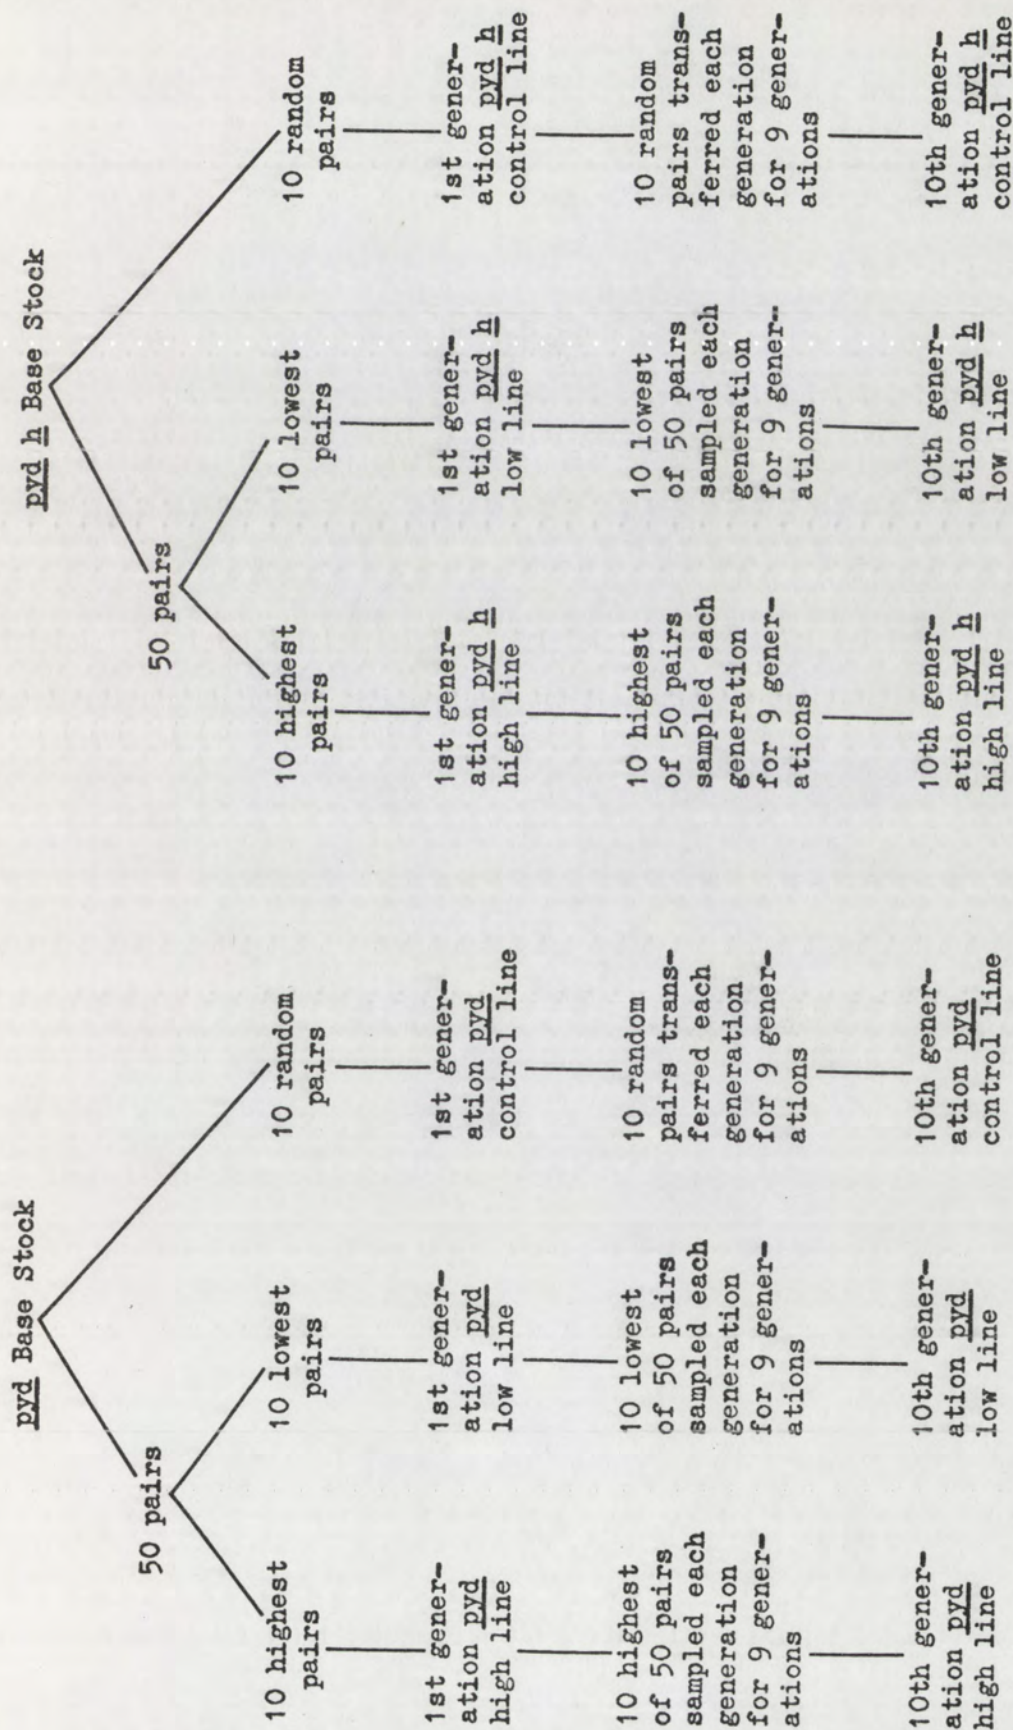 pyd Base Stock
50 pairs
10 highest
pairs
1st gener-
ation pyd
high line
10 highest
of 50 pairs
sampled each
generation
for 9 gener-
ations
10th gener-
ation pyd
high line
10 lowest
pairs
1st gener-
ation pyd
low line
10 lowest
of 50 pairs
sampled each
generation
for 9 gener-
ations
10th gener-
ation pyd
low line
10 random
pairs
1st gener-
ation pyd
control line
10 random
pairs trans-
ferred each
generation
for 9 gener-
ations
10th gener-
ation pyd
control line
pyd h Base Stock
50 pairs
10 highest
pairs
1st gener-
ation pyd h
high line
10 highest
of 50 pairs
sampled each
generation
for 9 gener-
ations
10th gener-
ation pyd h
high line
10 lowest
pairs
1st gener-
ation pyd h
low line
10 lowest
of 50 pairs
sampled each
generation
for 9 gener-
ations
10th gener-
ation pyd h
low line
10 random
pairs
1st gener-
ation pyd h
control line
10 random
pairs trans-
ferred each
generation
for 9 gener-
ations
10th gener-
ation pyd h
control line